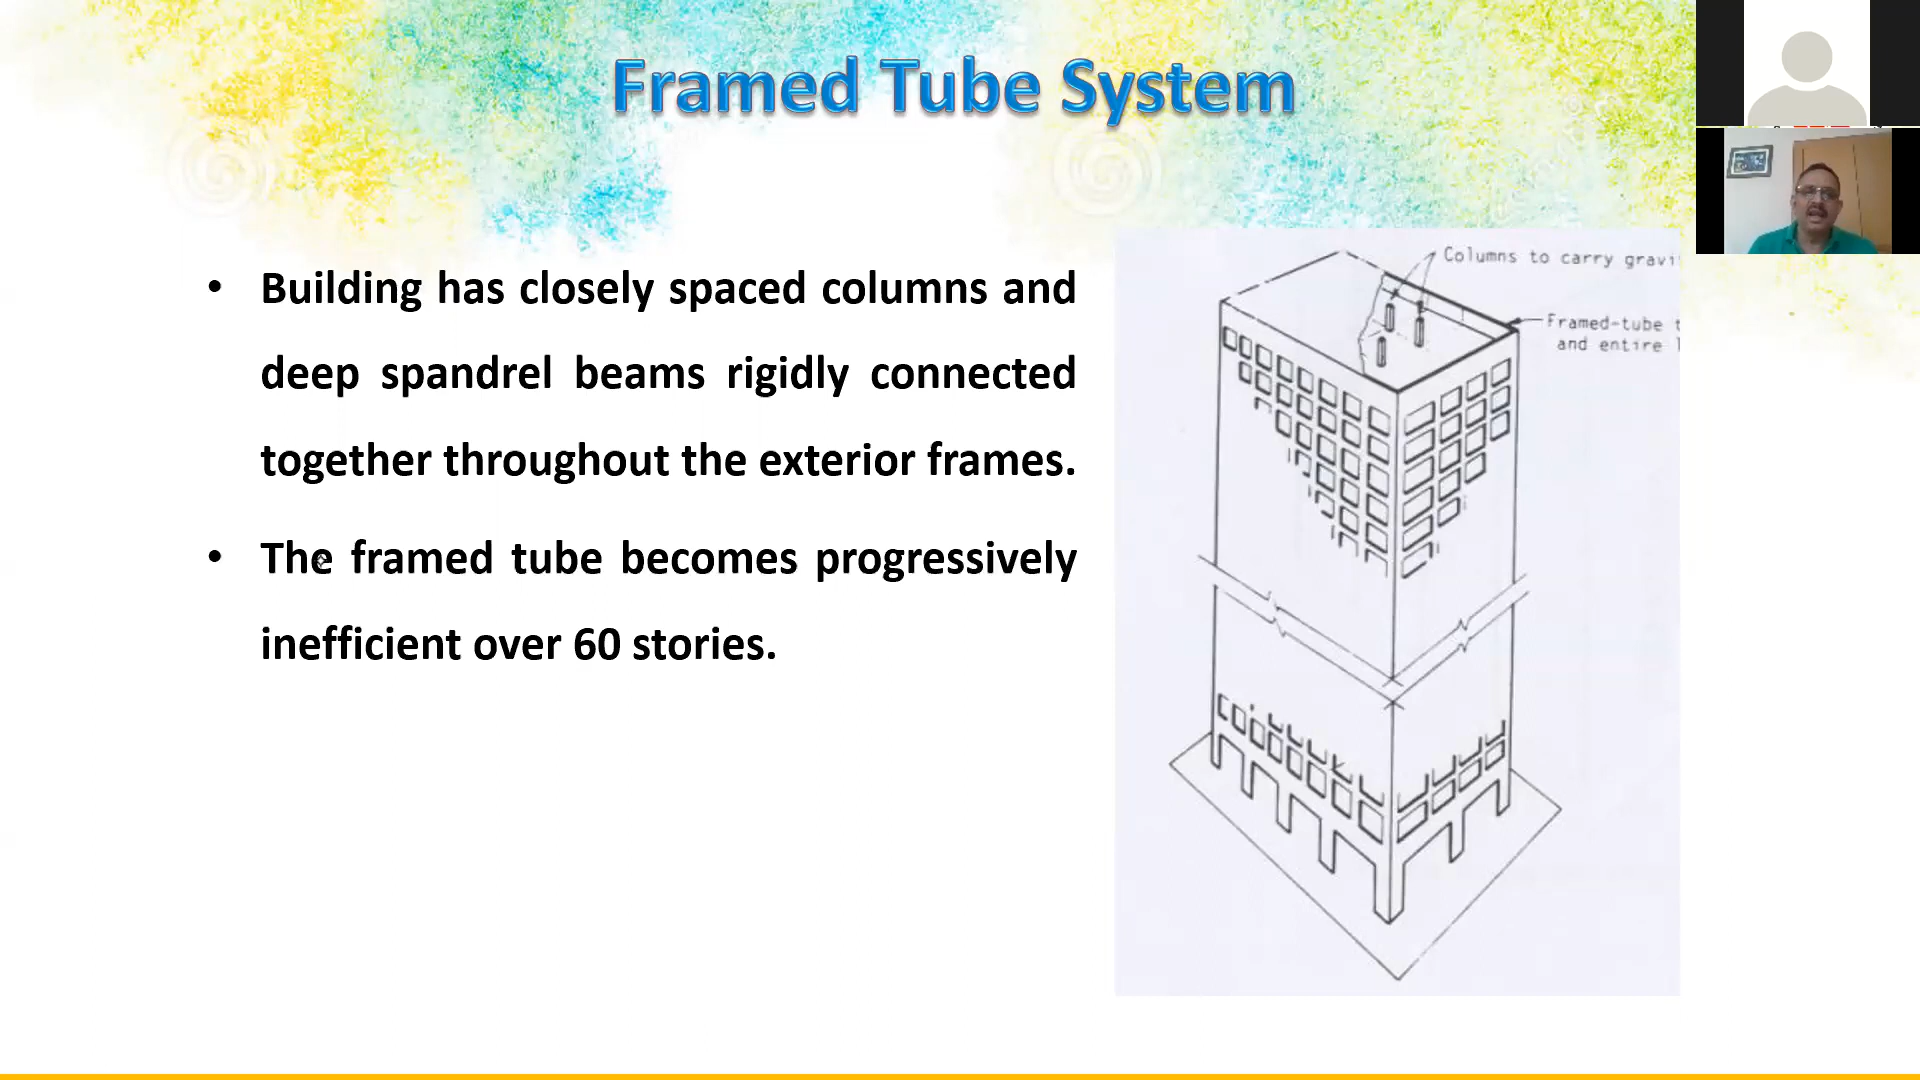 Framed Tube System
• Building has closely spaced columns and
deep spandrel beams rigidly connected
together throughout the exterior frames.
• The framed tube becomes progressively
inefficient over 60 stories.
Columns to carry gravi
Framed-tube t
and entire l